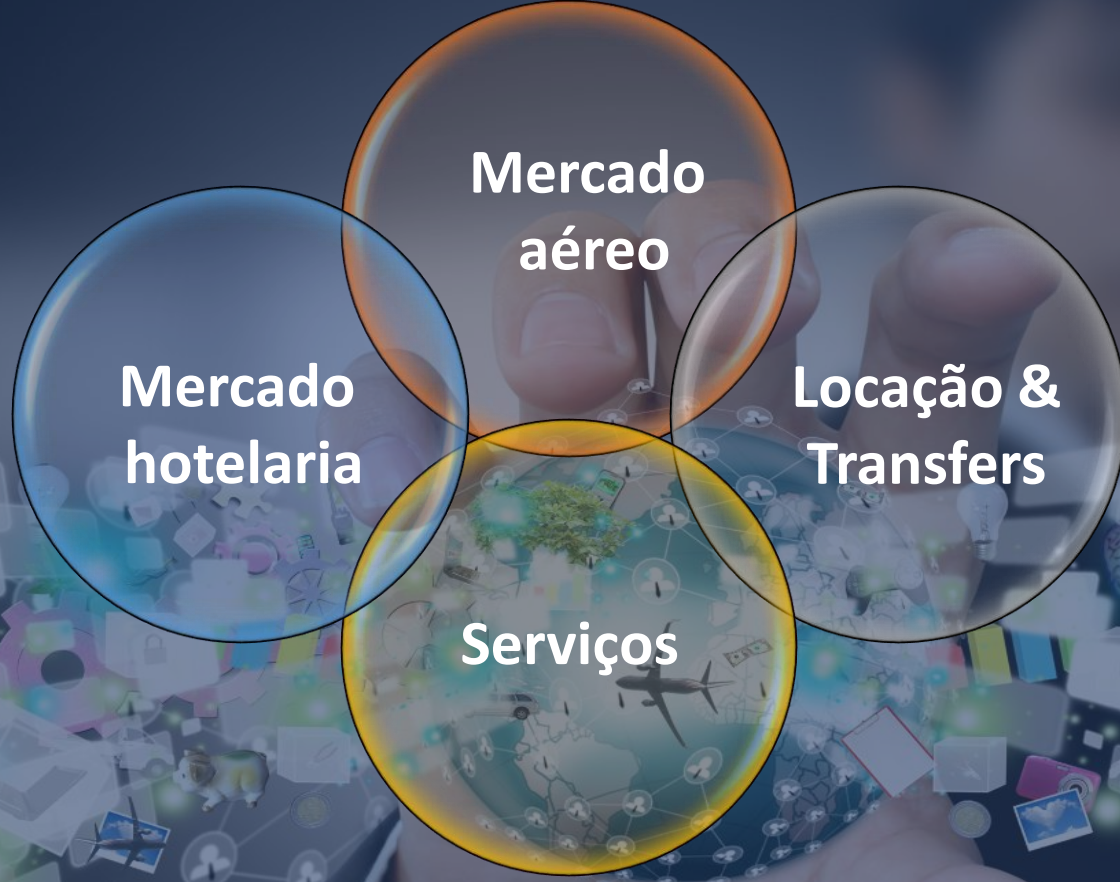 Mercado
aéreo
Mercado
hotelaria
Locação &
Transfers
Serviços